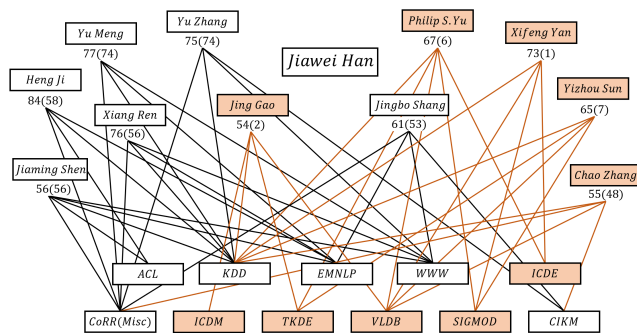 Yu Meng
77(74)
Yu Zhang
75(74)
Philip S.Yu
67(6)
Xifeng Yan
73(1)
Jiawei Han
Heng Ji
84(58)
Xiang Ren
76(56)
Jing Gao
54(2)
Jingbo Shang
61(53)
Yizhou Sun
65(7)
Jiaming Shen
56(56)
Chao Zhang
55(48)
ACL
KDD
EMNLP
WWW
ICDE
CoRR(Misc)
ICDM
TKDE
VLDB
SIGMOD
CIKM